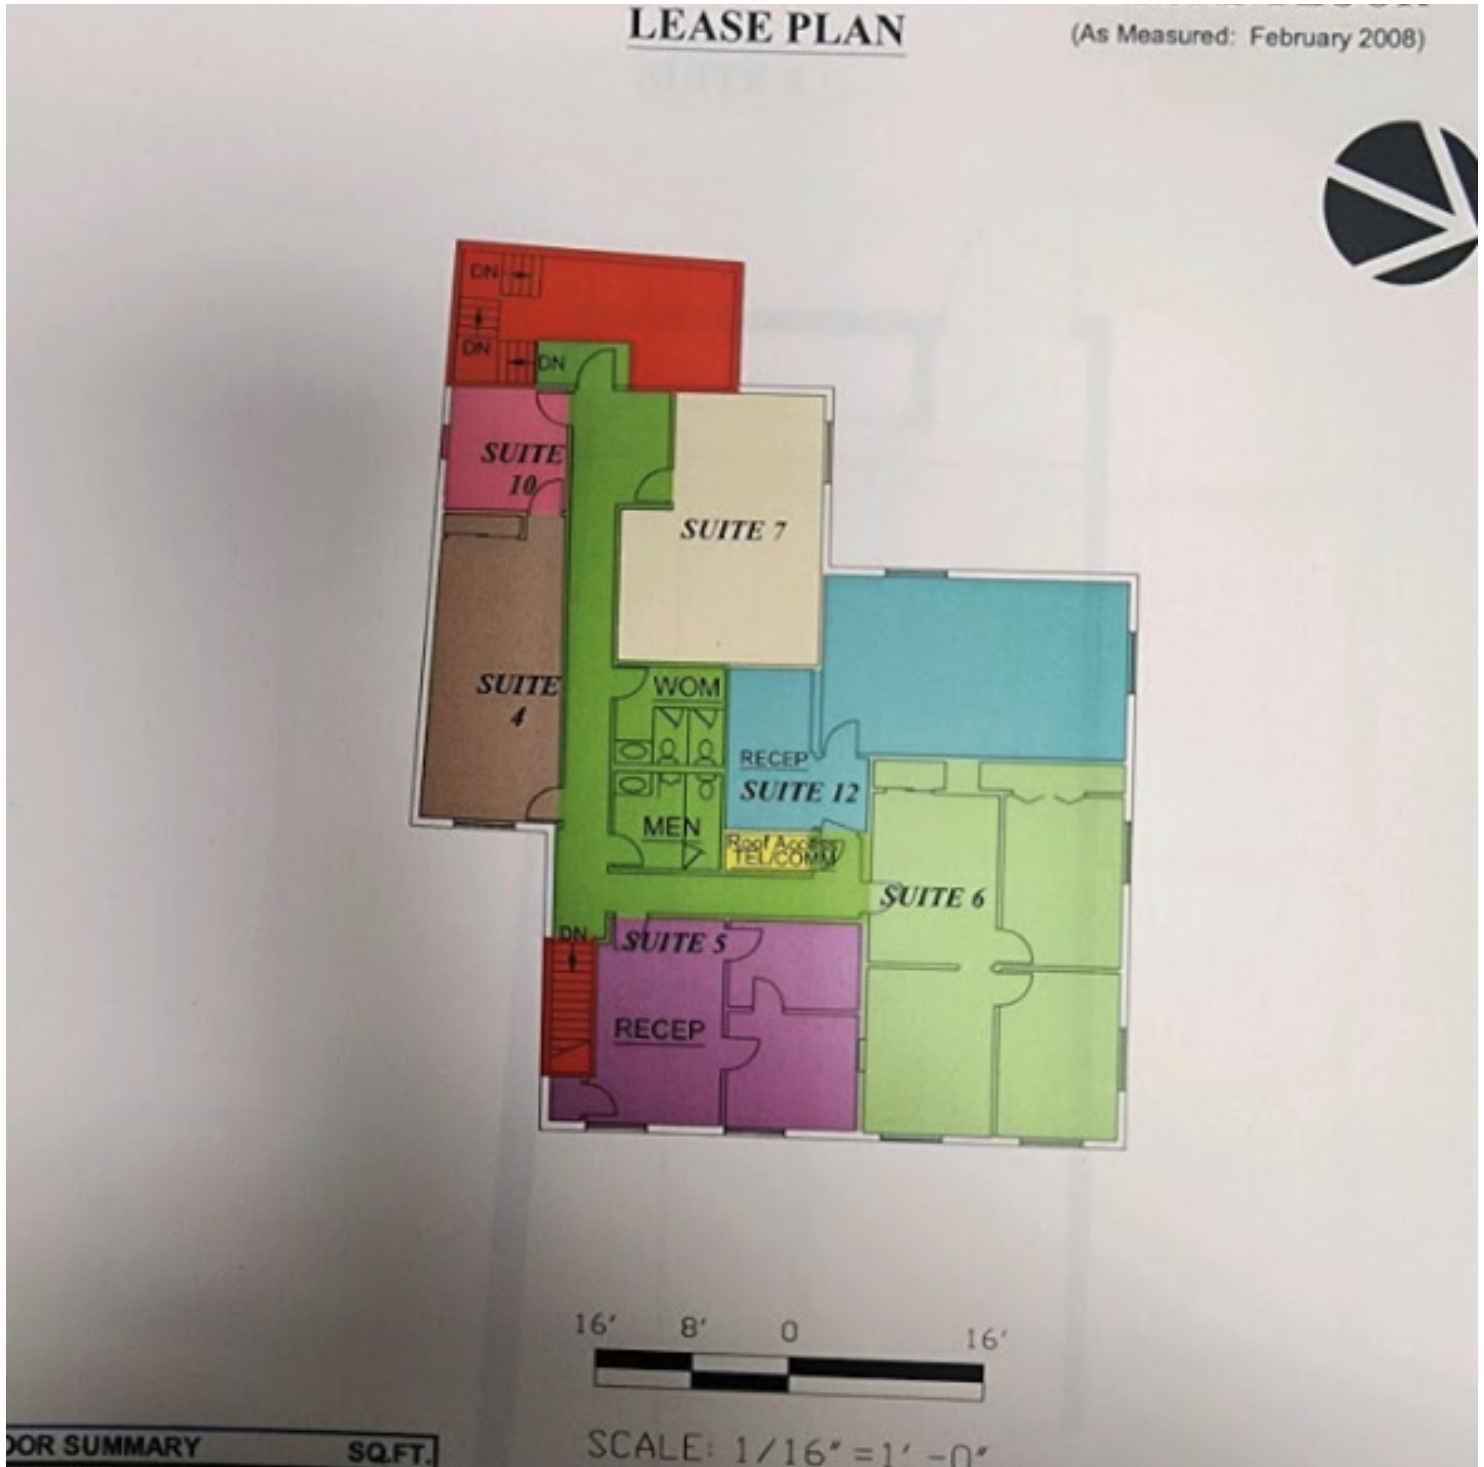 LEASE PLAN
(As Measured: February 2008)
DN
DN
DN
SUITE
10
SUITE 7
SUITE
4
WOM
RECEP
SUITE 12
MEN
Roof Access
TEL/COMM
SUITE 6
DN
SUITE 5
RECEP
16' 8' 0 16'
SCALE: 1/16" = 1' -0"
OOR SUMMARY SQ.FT.